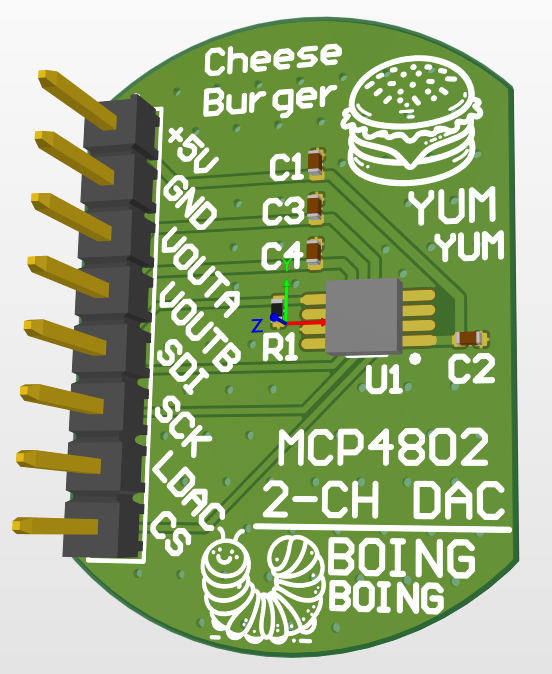 Cheese
Burger
YUM
YUM
+5V
GND
VOUTA
VOUTB
SDI
SCK
LDAC
CS
C1
C3
C4
Y
Z
R1
U1
C2
MCP4802
2-CH DAC
BOING
BOING